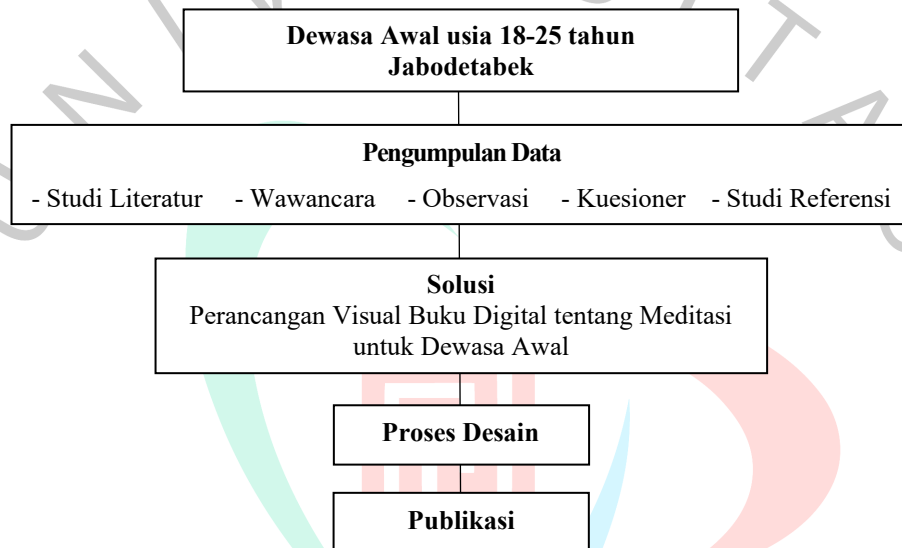 Dewasa Awal usia 18-25 tahun
Jabodetabek
Pengumpulan Data
- Studi Literatur - Wawancara - Observasi - Kuesioner - Studi Referensi
Solusi
Perancangan Visual Buku Digital tentang Meditasi
untuk Dewasa Awal
Proses Desain
Publikasi